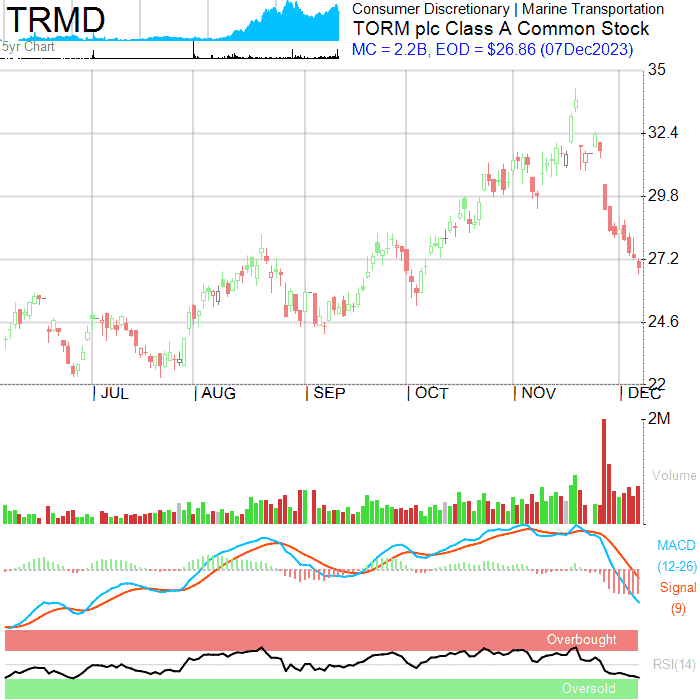 TRMD
5yr Chart
Consumer Discretionary | Marine Transportation
TORM plc Class A Common Stock
MC = 2.2B, EOD = $26.86 (07Dec2023)
35
32.4
29.8
27.2
24.6
22
JUL AUG SEP OCT NOV DEC
2M
Volume
MACD
(12-26)
Signal
(9)
Overbought
RSI(14)
Oversold